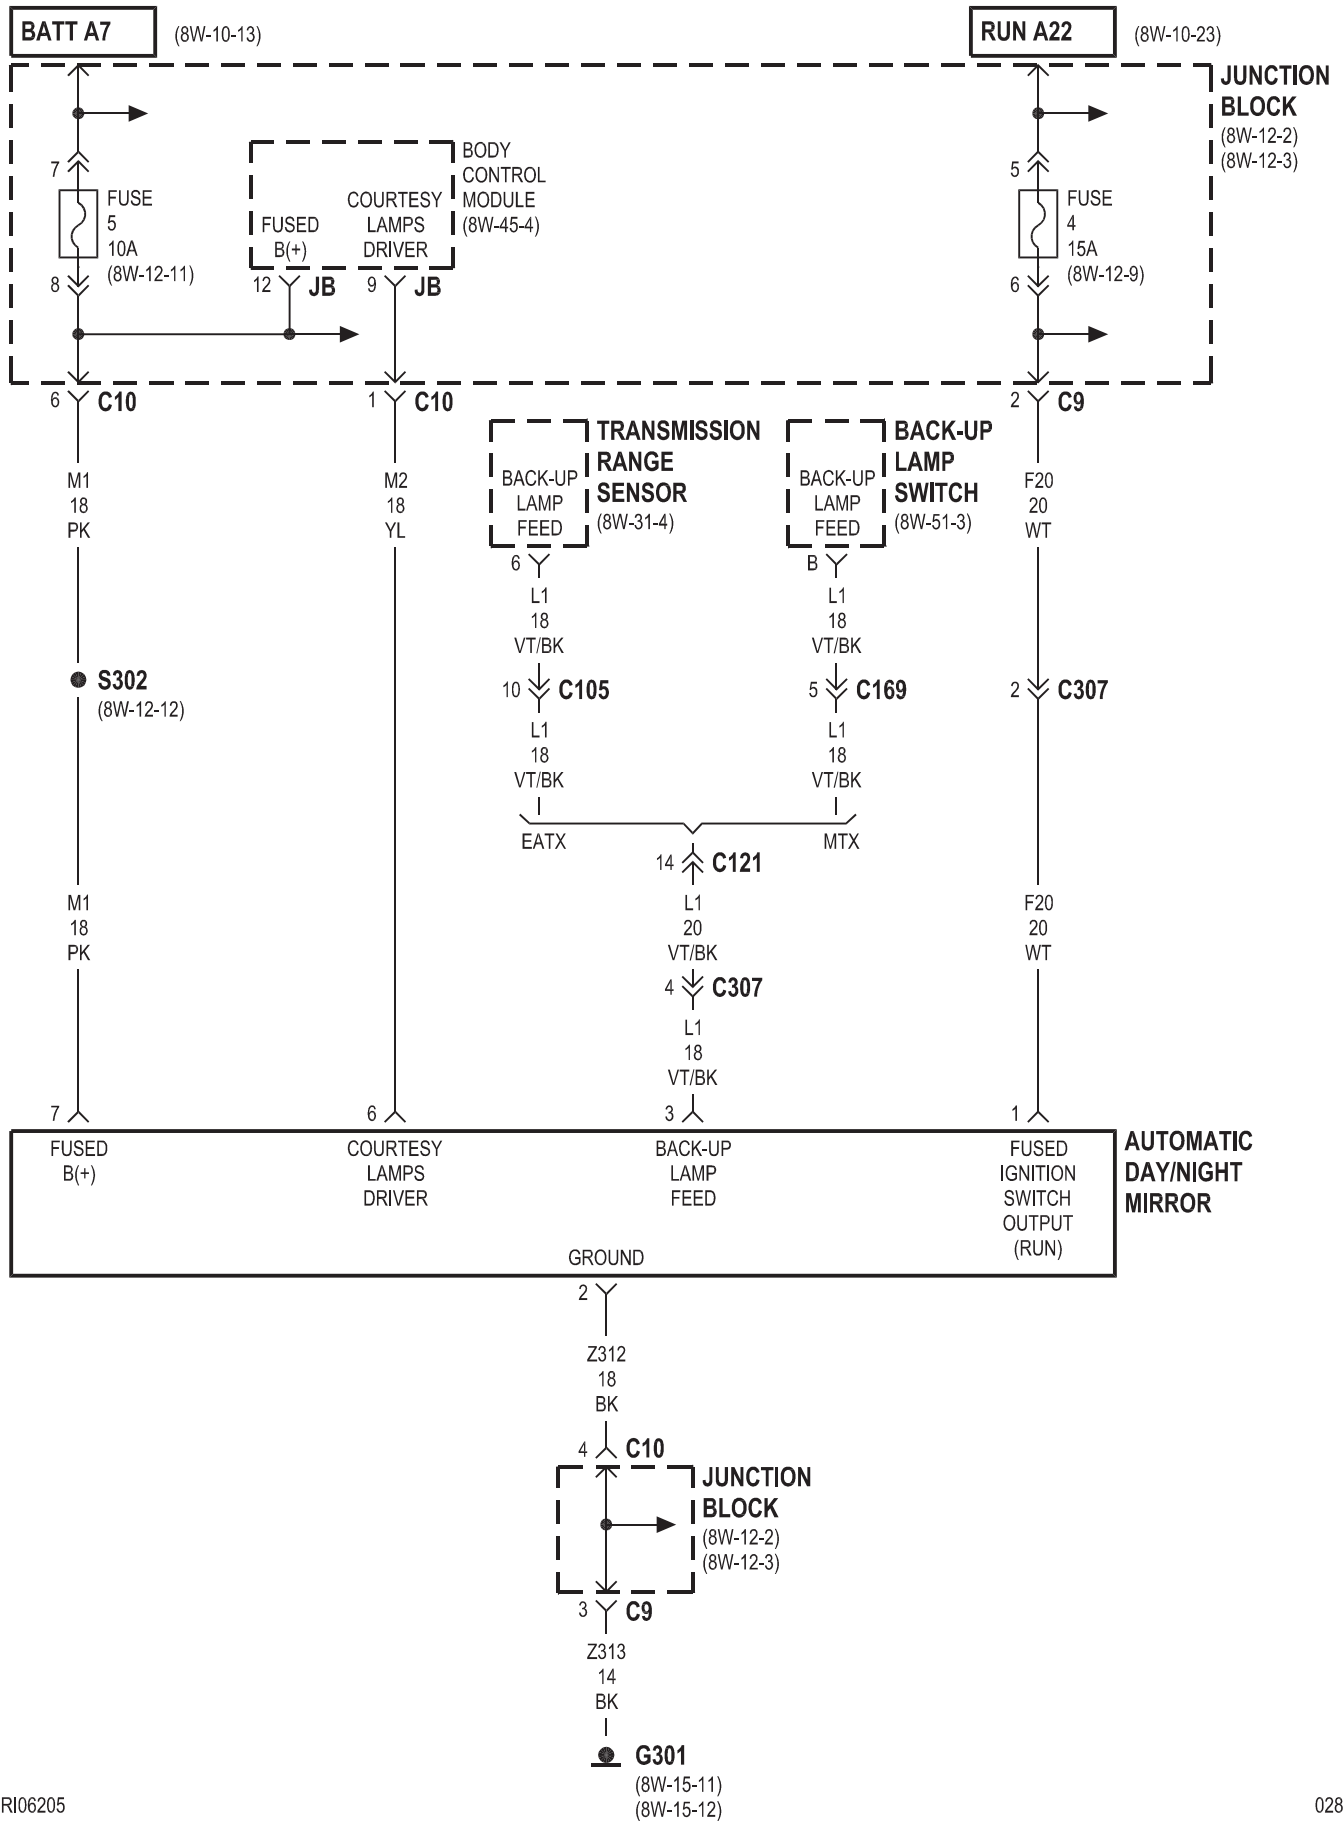 BATT A7
(8W-10-13)
RUN A22
(8W-10-23)
JUNCTION
BLOCK
(8W-12-2)
(8W-12-3)
7
FUSE
5
10A
(8W-12-11)
8
BODY
CONTROL
MODULE
(8W-45-4)
FUSED
B(+)
COURTESY
LAMPS
DRIVER
12
JB
9
JB
5
FUSE
4
15A
(8W-12-9)
6
6
C10
1
C10
2
C9
M1
18
PK
M2
18
YL
TRANSMISSION
RANGE
SENSOR
(8W-31-4)
BACK-UP
LAMP
FEED
BACK-UP
LAMP
SWITCH
(8W-51-3)
BACK-UP
LAMP
FEED
F20
20
WT
6
L1
18
VT/BK
B
L1
18
VT/BK
S302
(8W-12-12)
10
C105
5
C169
2
C307
L1
18
VT/BK
L1
18
VT/BK
EATX
MTX
14
C121
M1
18
PK
L1
20
VT/BK
F20
20
WT
4
C307
L1
18
VT/BK
7
6
3
1
FUSED
B(+)
COURTESY
LAMPS
DRIVER
BACK-UP
LAMP
FEED
FUSED
IGNITION
SWITCH
OUTPUT
(RUN)
AUTOMATIC
DAY/NIGHT
MIRROR
GROUND
2
Z312
18
BK
4
C10
JUNCTION
BLOCK
(8W-12-2)
(8W-12-3)
3
C9
Z313
14
BK
G301
(8W-15-11)
(8W-15-12)
RI06205
028